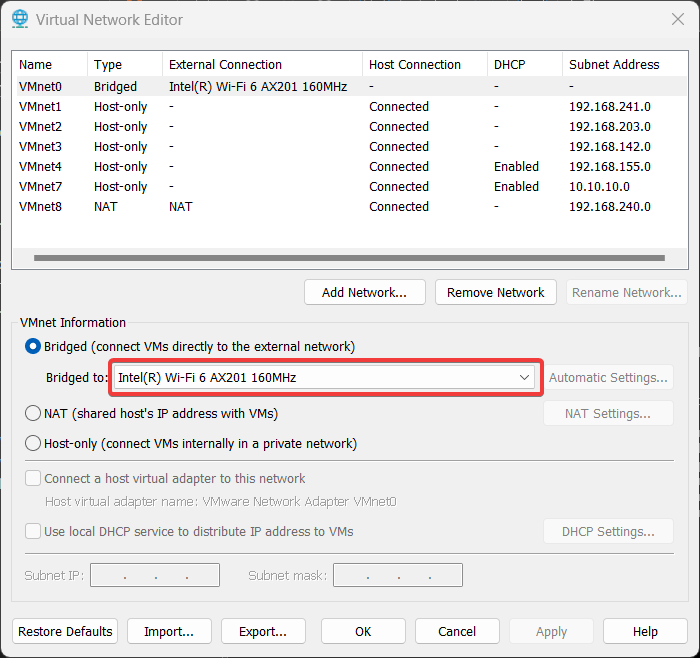 Virtual Network Editor
Name Type External Connection Host Connection DHCP Subnet Address
VMnet0 Bridged Intel(R) Wi-Fi 6 AX201 160MHz - - -
VMnet1 Host-only - Connected - 192.168.241.0
VMnet2 Host-only - Connected - 192.168.203.0
VMnet3 Host-only - Connected - 192.168.142.0
VMnet4 Host-only - Connected Enabled 192.168.155.0
VMnet7 Host-only - Connected Enabled 10.10.10.0
VMnet8 NAT NAT Connected - 192.168.240.0
Add Network... Remove Network Rename Network...
VMnet Information
Bridged (connect VMs directly to the external network)
Bridged to: Intel(R) Wi-Fi 6 AX201 160MHz Automatic Settings...
NAT (shared host's IP address with VMs) NAT Settings...
Host-only (connect VMs internally in a private network)
Connect a host virtual adapter to this network
Host virtual adapter name: VMware Network Adapter VMnet0
Use local DHCP service to distribute IP address to VMs DHCP Settings...
Subnet IP: . . . Subnet mask: . . .
Restore Defaults Import... Export... OK Cancel Apply Help